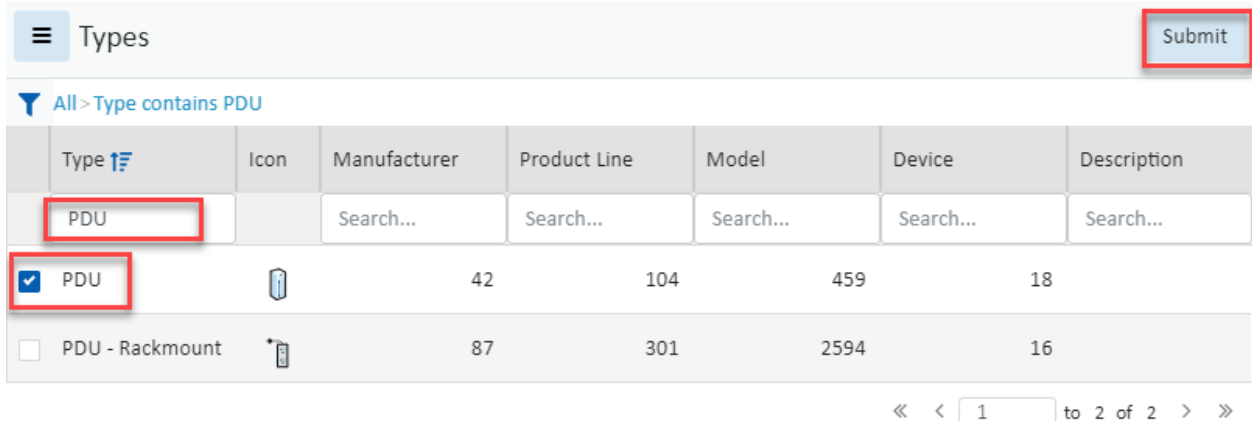 Types
Submit
All > Type contains PDU
Type Icon Manufacturer Product Line Model Device Description
PDU Search... Search... Search... Search... Search...
PDU 42 104 459 18
PDU - Rackmount 87 301 2594 16
« < 1 to 2 of 2 > »